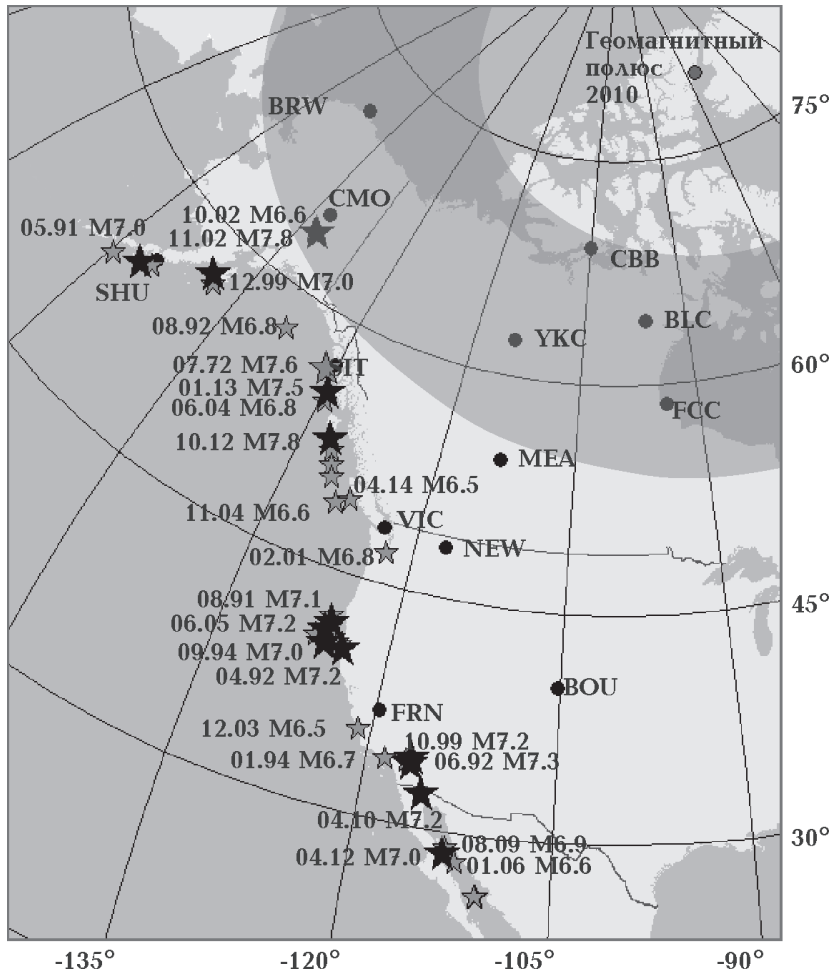 Геомагнитный
полюс
2010
75°
BRW
CMO
10.02 M6.6
05.91 M7.0
11.02 M7.8
12.99 M7.0
SHU
CBB
08.92 M6.8
YKC
BLC
07.72 M7.6
SIT
60°
01.13 M7.5
06.04 M6.8
FCC
10.12 M7.8
MEA
04.14 M6.5
11.04 M6.6
VIC
NEW
02.01 M6.8
08.91 M7.1
45°
06.05 M7.2
09.94 M7.0
04.92 M7.2
BOU
FRN
12.03 M6.5
10.99 M7.2
01.94 M6.7
06.92 M7.3
04.10 M7.2
30°
08.09 M6.9
04.12 M7.0
01.06 M6.6
-135°
-120°
-105°
-90°